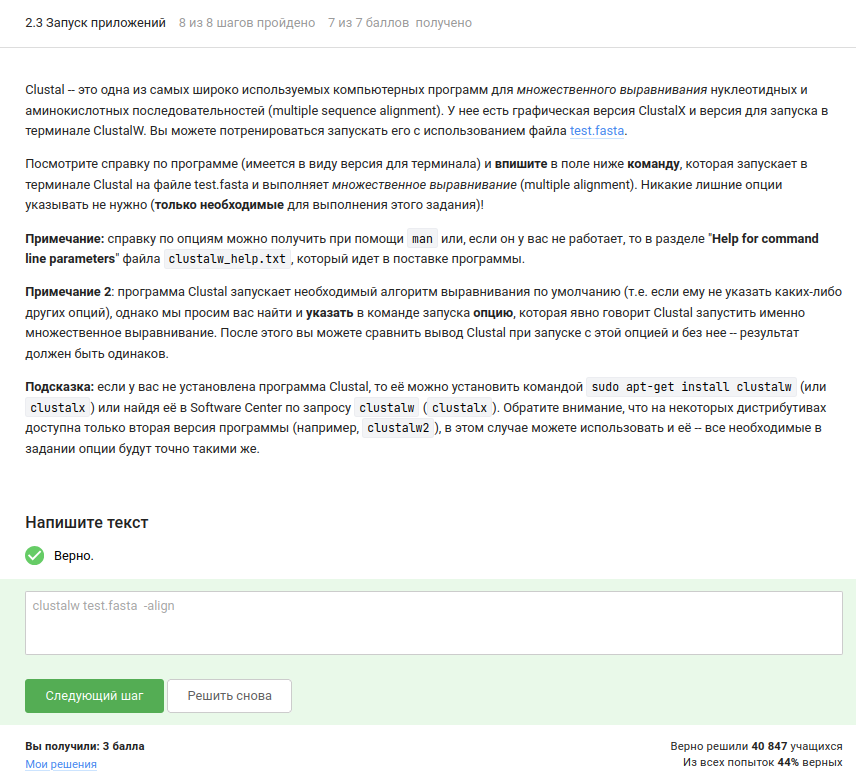 2.3 Запуск приложений 8 из 8 шагов пройдено 7 из 7 баллов получено
Clustal -- это одна из самых широко используемых компьютерных программ для множественного выравнивания нуклеотидных и
аминокислотных последовательностей (multiple sequence alignment). У нее есть графическая версия ClustalX и версия для запуска в
терминале ClustalW. Вы можете потренироваться запускать его с использованием файла test.fasta.
Посмотрите справку по программе (имеется в виду версия для терминала) и впишите в поле ниже команду, которая запускает в
терминале Clustal на файле test.fasta и выполняет множественное выравнивание (multiple alignment). Никакие лишние опции
указывать не нужно (только необходимые для выполнения этого задания)!
Примечание: справку по опциям можно получить при помощи man или, если он у вас не работает, то в разделе "Help for command
line parameters" файла clustalw_help.txt, который идет в поставке программы.
Примечание 2: программа Clustal запускает необходимый алгоритм выравнивания по умолчанию (т.е. если ему не указать каких-либо
других опций), однако мы просим вас найти и указать в команде запуска опцию, которая явно говорит Clustal запустить именно
множественное выравнивание. После этого вы можете сравнить вывод Clustal при запуске с этой опцией и без нее -- результат
должен быть одинаков.
Подсказка: если у вас не установлена программа Clustal, то её можно установить командой sudo apt-get install clustalw (или
clustalx ) или найдя её в Software Center по запросу clustalw ( clustalx ). Обратите внимание, что на некоторых дистрибутивах
доступна только вторая версия программы (например, clustalw2 ), в этом случае можете использовать и её -- все необходимые в
задании опции будут точно такими же.
Напишите текст
Верно.
clustalw test.fasta -align
Следующий шаг Решить снова
Вы получили: 3 балла Верно решили 40 847 учащихся
Мои решения Из всех попыток 44% верных